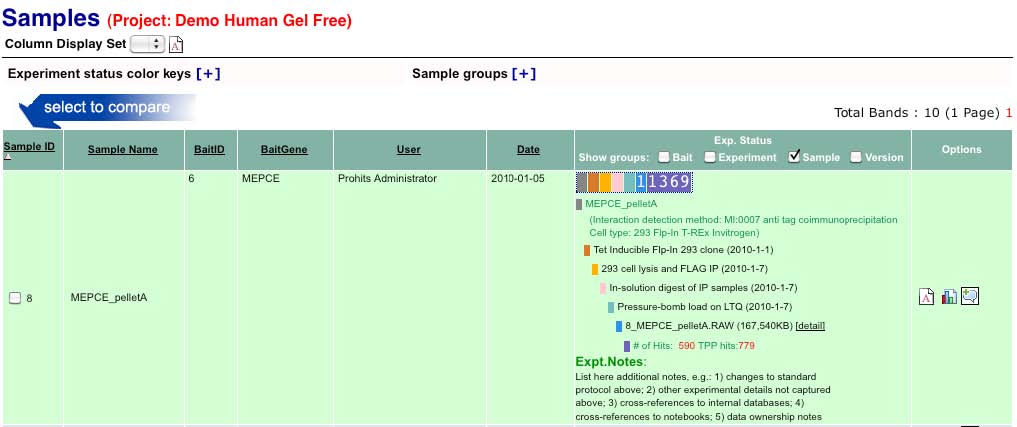 Samples (Project: Demo Human Gel Free)
Column Display Set
Experiment status color keys [+] Sample groups [+]
select to compare
Total Bands : 10 (1 Page) 1
Sample ID Sample Name BaitID BaitGene User Date Exp. Status Options
Show groups: Bait Experiment Sample Version
6 MEPCE Prohits Administrator 2010-01-05 11369
MEPCE_pelletA
(Interaction detection method: MI:0007 anti tag coimmunoprecipitation
Cell type: 293 Flp-In T-REx Invitrogen)
Tet Inducible Flp-In 293 clone (2010-1-1)
293 cell lysis and FLAG IP (2010-1-7)
In-solution digest of IP samples (2010-1-7)
8 MEPCE_pelletA
Pressure-bomb load on LTQ (2010-1-7)
8_MEPCE_pelletA.RAW (167,540KB) [detail]
# of Hits: 590 TPP hits:779
Expt.Notes:
List here additional notes, e.g.: 1) changes to standard
protocol above; 2) other experimental details not captured
above; 3) cross-references to internal databases; 4)
cross-references to notebooks; 5) data ownership notes